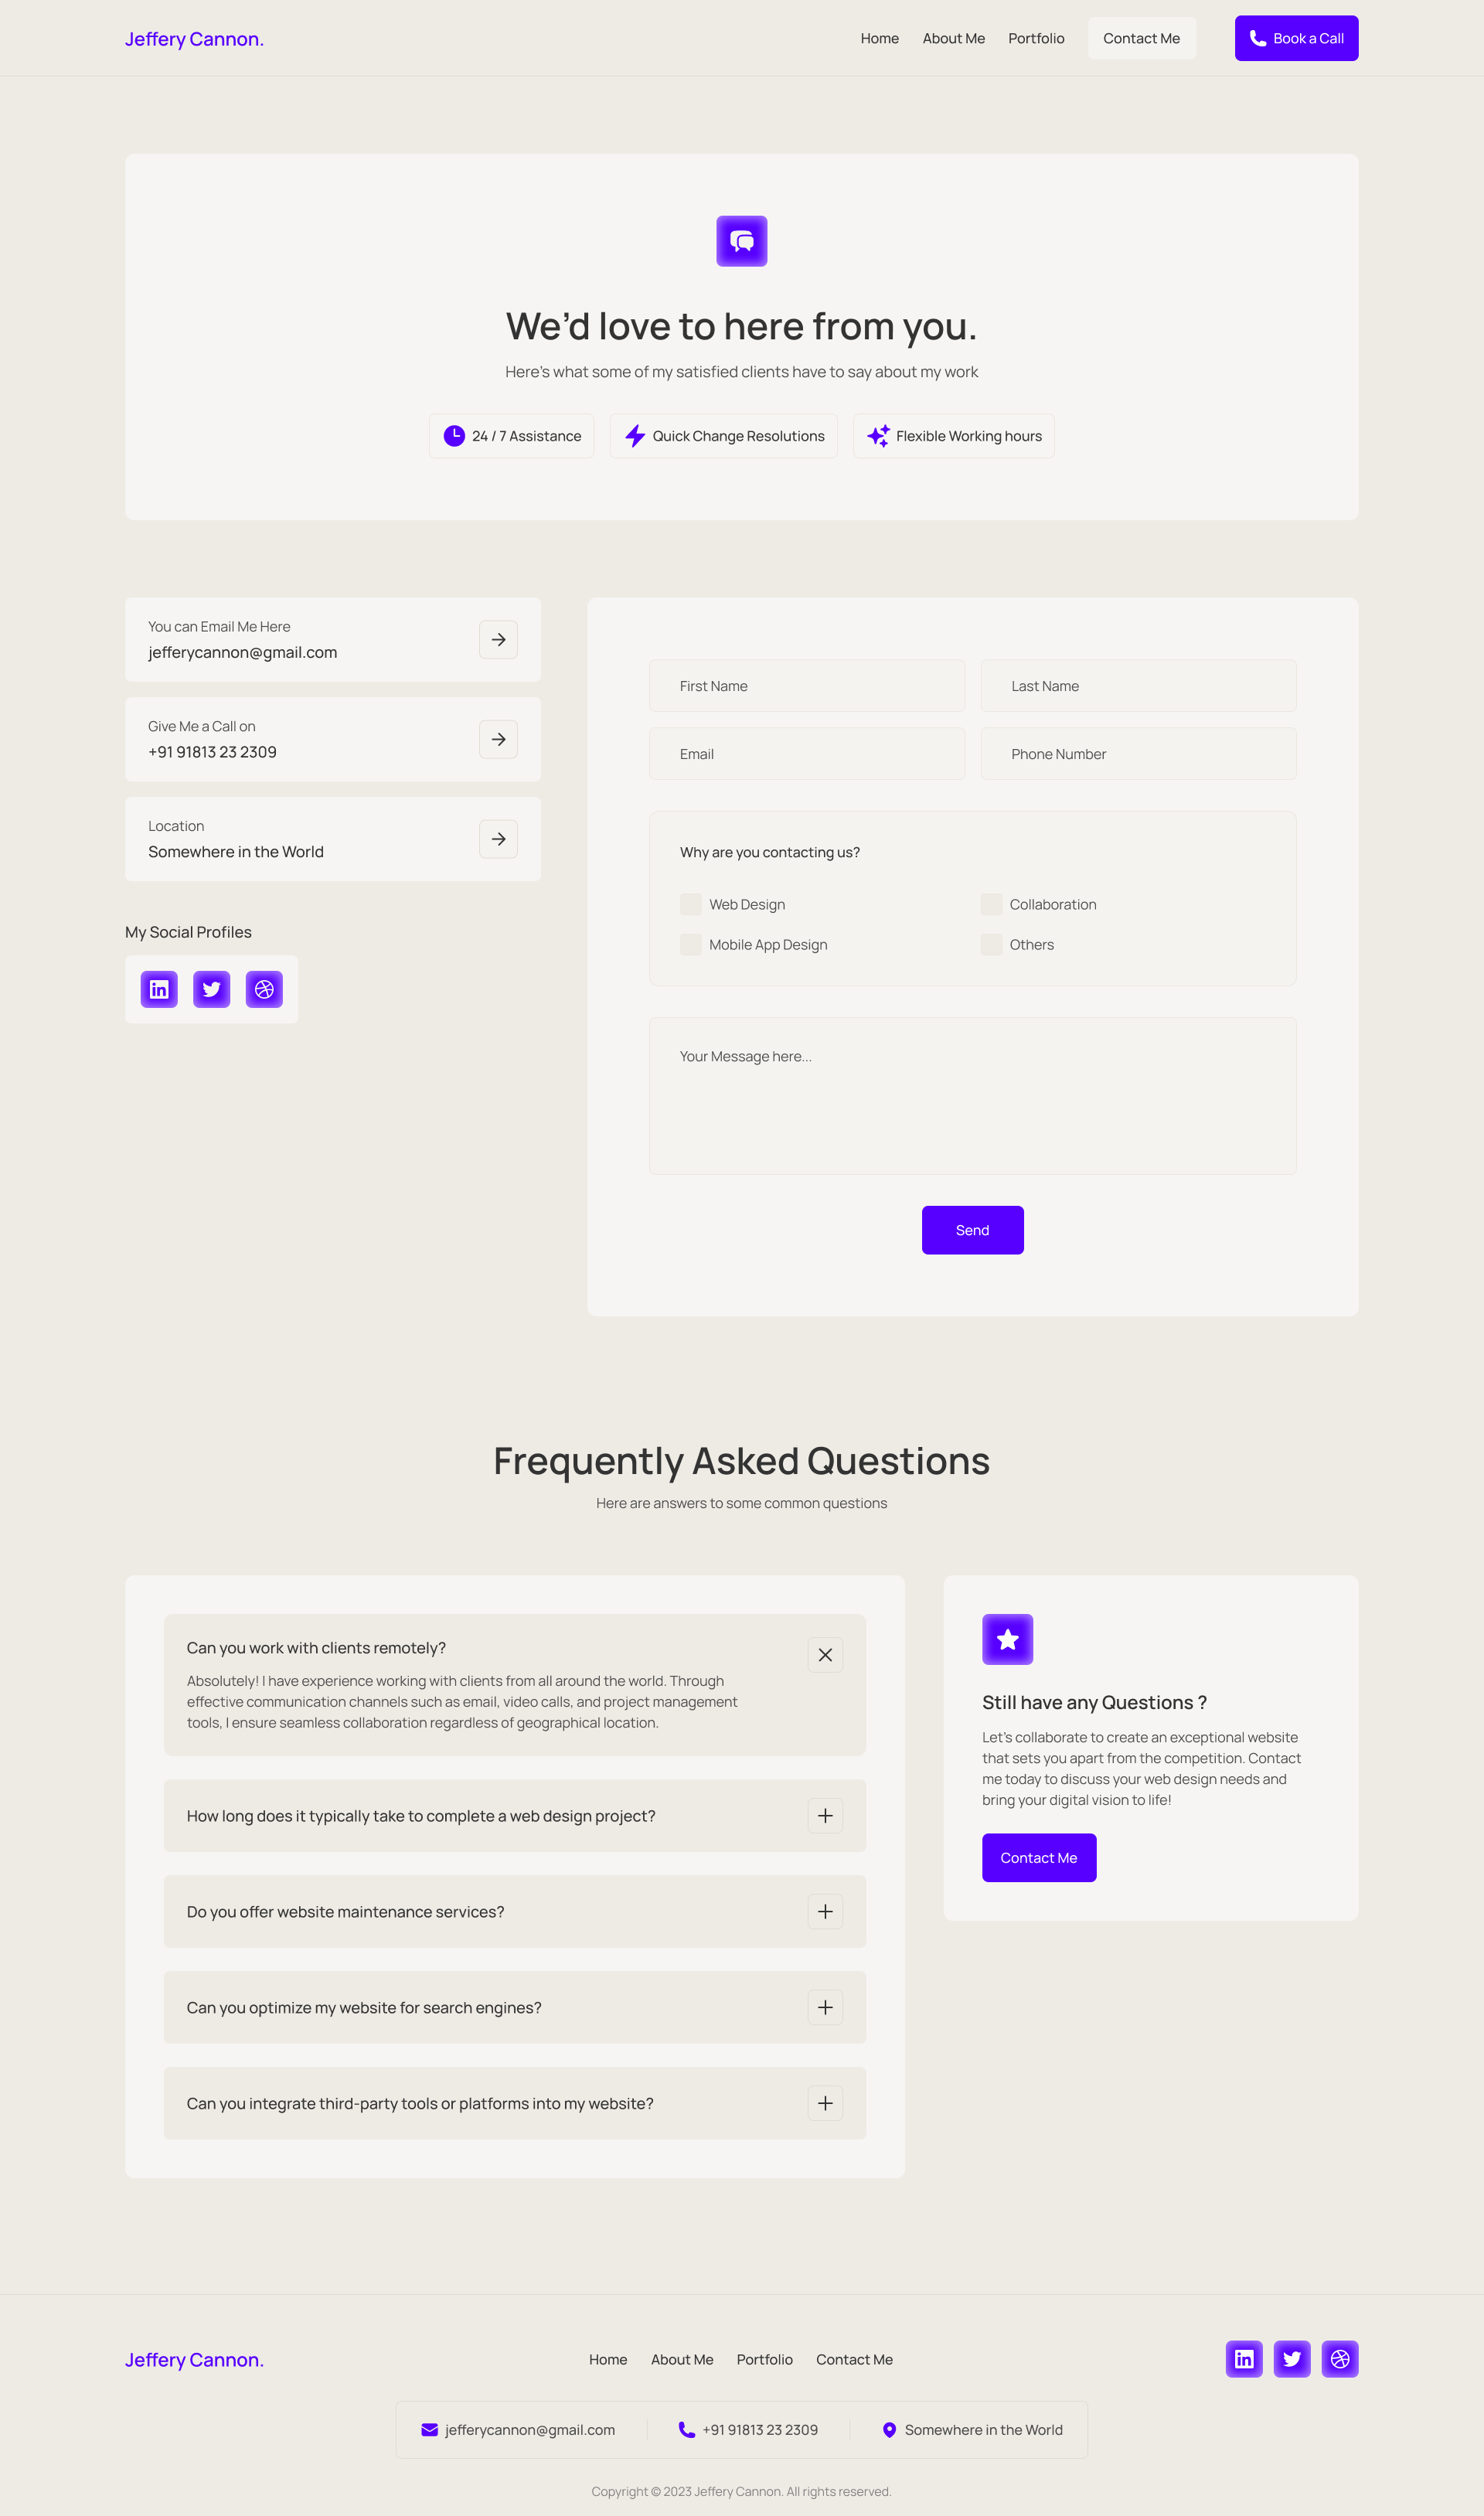 Jeffery Cannon.
Home
About Me
Portfolio
Contact Me
Book a Call
We’d love to here from you.
Here’s what some of my satisfied clients have to say about my work
24 / 7 Assistance
Quick Change Resolutions
Flexible Working hours
You can Email Me Here
jefferycannon@gmail.com
Give Me a Call on
+91 91813 23 2309
Location
Somewhere in the World
My Social Profiles
First Name
Last Name
Email
Phone Number
Why are you contacting us?
Web Design
Collaboration
Mobile App Design
Others
Your Message here...
Send
Frequently Asked Questions
Here are answers to some common questions
Can you work with clients remotely?
Absolutely! I have experience working with clients from all around the world. Through
effective communication channels such as email, video calls, and project management
tools, I ensure seamless collaboration regardless of geographical location.
How long does it typically take to complete a web design project?
Do you offer website maintenance services?
Can you optimize my website for search engines?
Can you integrate third-party tools or platforms into my website?
Still have any Questions ?
Let’s collaborate to create an exceptional website
that sets you apart from the competition. Contact
me today to discuss your web design needs and
bring your digital vision to life!
Contact Me
Jeffery Cannon.
Home
About Me
Portfolio
Contact Me
jefferycannon@gmail.com
+91 91813 23 2309
Somewhere in the World
Copyright © 2023 Jeffery Cannon. All rights reserved.